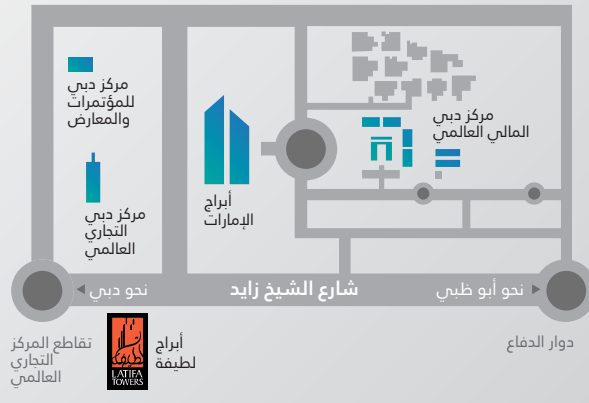 مركز دبي
للمؤتمرات
والمعارض
مركز دبي
المالي العالمي
أبراج
الإمارات
مركز دبي
التجاري
العالمي
نحو دبي
شارع الشيخ زايد
نحو أبو ظبي
تقاطع المركز
التجاري
العالمي
لطيفة
LATIFA
TOWERS
أبراج
لطيفة
دوار الدفاع